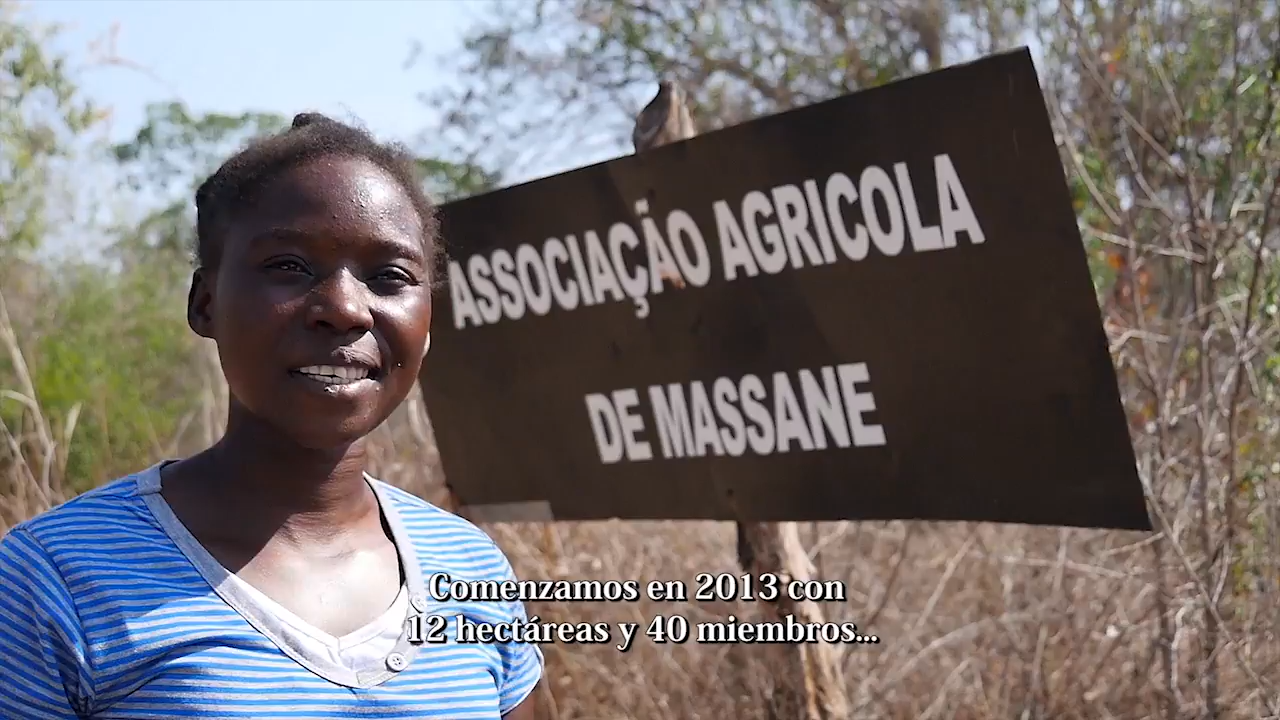 ASSOCIAÇÃO AGRICOLA
DE MASSANE
Comenzamos en 2013 con
12 hectáreas y 40 miembros...